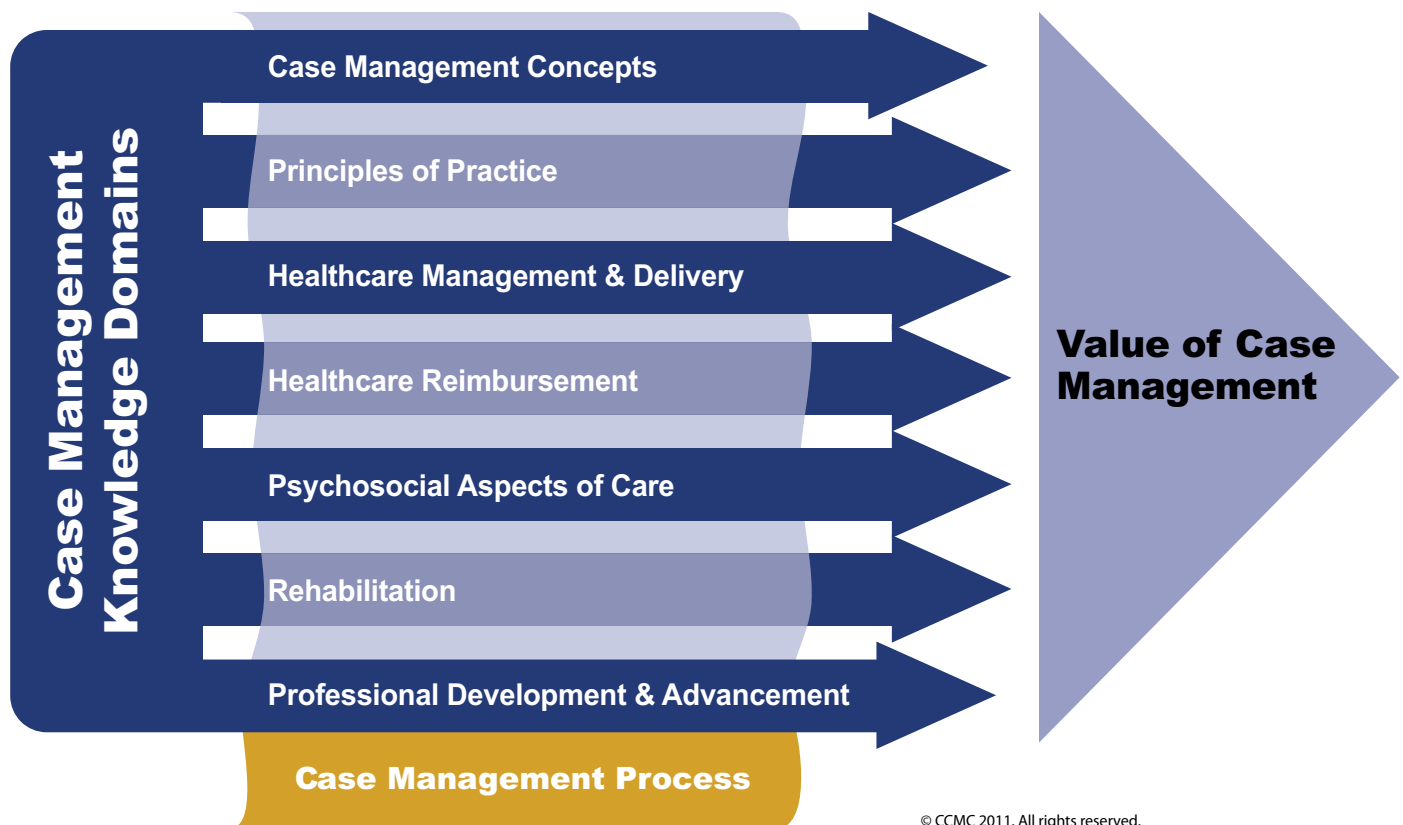 Case Management
Knowledge Domains
Case Management Concepts
Principles of Practice
Healthcare Management & Delivery
Healthcare Reimbursement
Psychosocial Aspects of Care
Rehabilitation
Professional Development & Advancement
Case Management Process
Value of Case
Management
© CCMC 2011. All rights reserved.